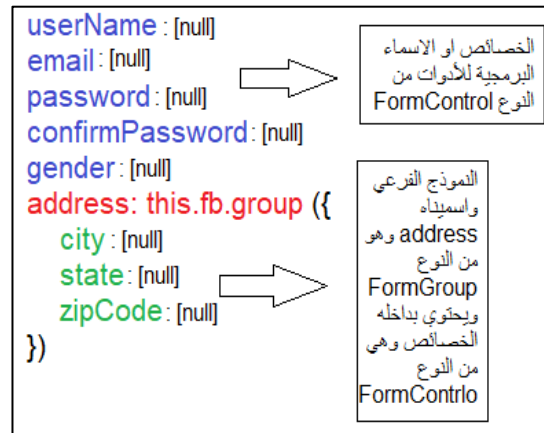 userName : [null]
email : [null]
password : [null]
confirmPassword : [null]
gender : [null]
address: this.fb.group ({
city : [null]
state : [null]
zipCode : [null]
})
الخصائص او الاسماء
البرمجية للأدوات من
النوع FormControl
النموذج الفرعي
واسميناه
address وهو
من النوع
FormGroup
ويحتوي بداخله
الخصائص وهي
من النوع
FormContrlo